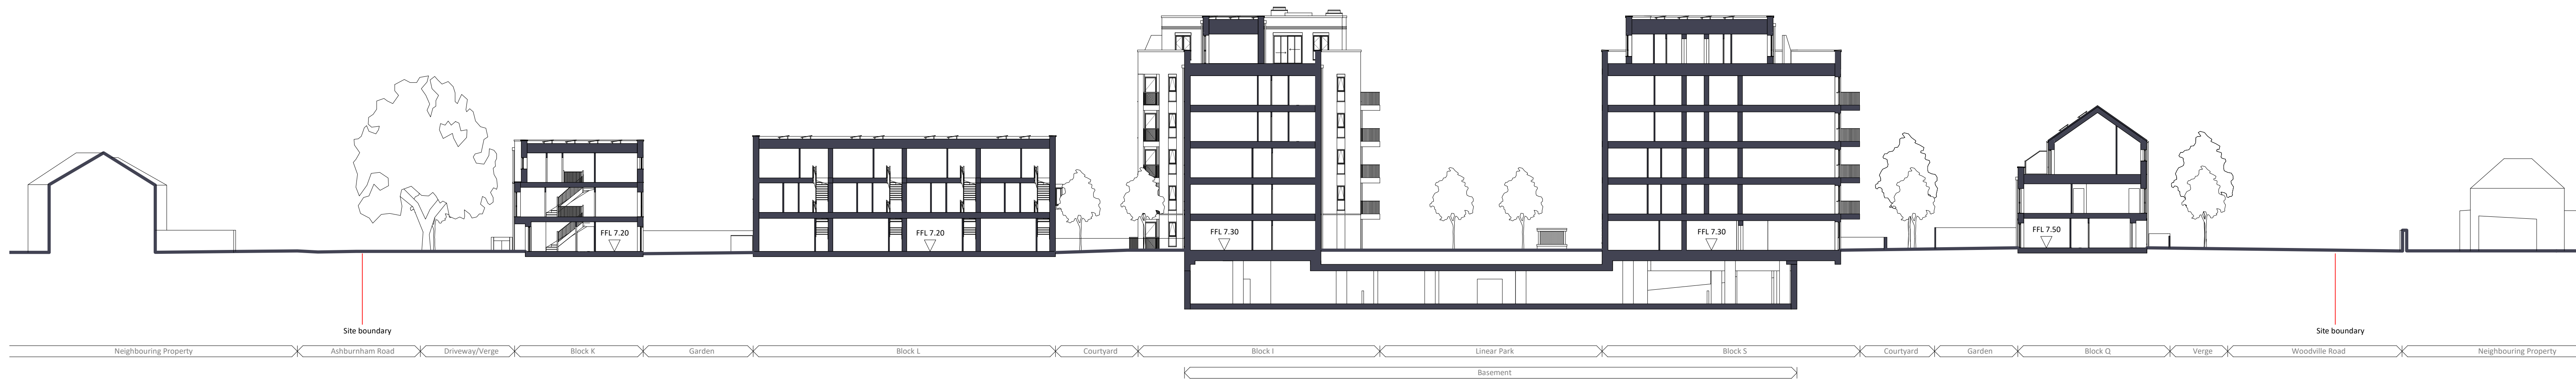 FFL 7.20
FFL 7.20
FFL 7.30
FFL 7.30
FFL 7.50
Site boundary
Site boundary
Neighbouring Property
Ashburnham Road
Driveway/Verge
Block K
Garden
Block L
Courtyard
Block I
Linear Park
Block S
Courtyard
Garden
Block Q
Verge
Woodville Road
Neighbouring Property
Basement